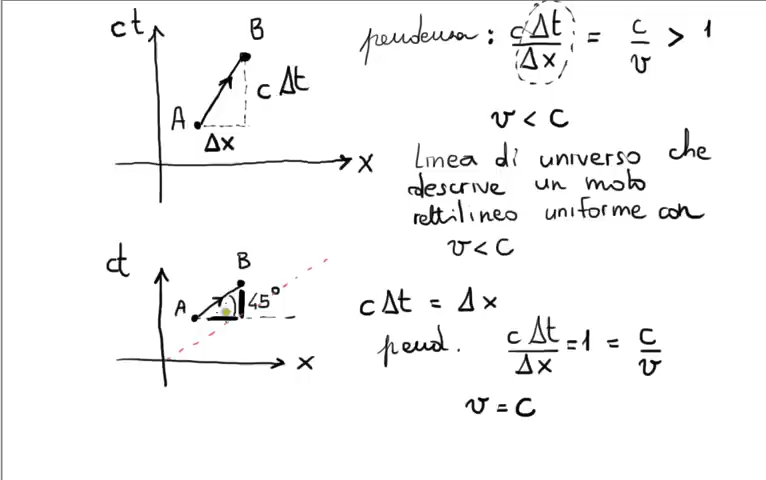 ct
B
A
cΔt
Δx
x
pendenza : cΔt/Δx = c/v > 1
v < c
Linea di universo che
descrive un moto
rettilineo uniforme con
v < c
ct
B
A
45°
x
cΔt = Δx
pend. cΔt/Δx = 1 = c/v
v = c